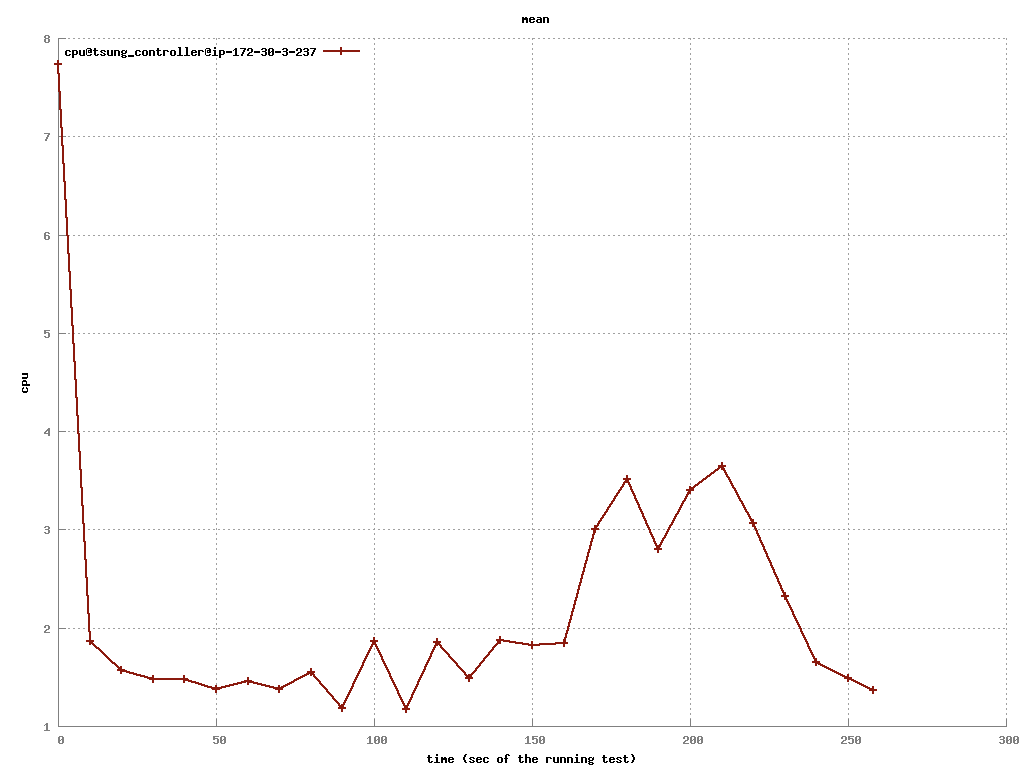 mean
cpu@tsung_controller@ip-172-30-3-237
8
7
6
5
4
3
2
1
cpu
0 50 100 150 200 250 300
time (sec of the running test)